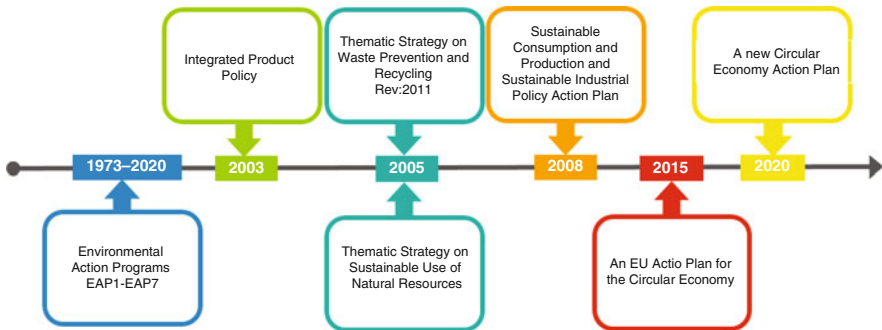 Integrated Product
Policy
Thematic Strategy on
Waste Prevention and
Recycling
Rev:2011
Sustainable
Consumption and
Production and
Sustainable Industrial
Policy Action Plan
A new Circular
Economy Action Plan
1973–2020
2003
2005
2008
2015
2020
Environmental
Action Programs
EAP1-EAP7
Thematic Strategy on
Sustainable Use of
Natural Resources
An EU Actio Plan for
the Circular Economy